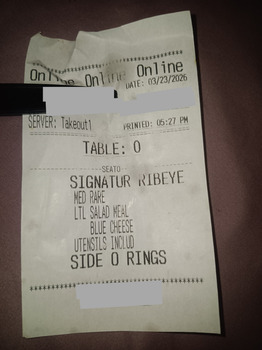 Online Online Online
DATE: 03/23/2026
SERVER: Takeout1 PRINTED: 05:27 PM
TABLE: 0
SEAT0
SIGNATUR RIBEYE
MED RARE
LTL SALAD MEAL
BLUE CHEESE
UTENSILS INCLUD
SIDE O RINGS